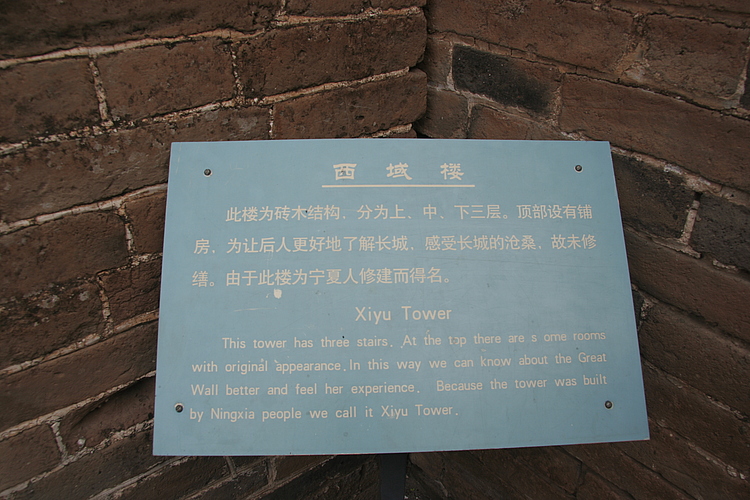 西域楼
此楼为砖木结构、分为上、中、下三层。顶部设有铺
房、为让后人更好地了解长城，感受长城的沧桑，故未修
缮。由于此楼为宁夏人修建而得名。
Xiyu Tower
This tower has three stairs. At the top there are s ome rooms
with original appearance.In this way we can know about the Great
Wall better and feel her experience. Because the tower was built
by Ningxia people we call it Xiyu Tower.